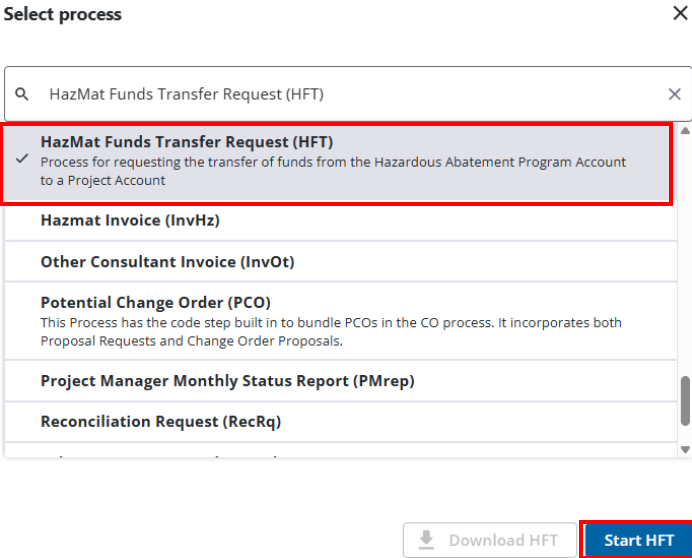 Select process
HazMat Funds Transfer Request (HFT)
HazMat Funds Transfer Request (HFT)
Process for requesting the transfer of funds from the Hazardous Abatement Program Account
to a Project Account
Hazmat Invoice (InvHz)
Other Consultant Invoice (InvOt)
Potential Change Order (PCO)
This Process has the code step built in to bundle PCOs in the CO process. It incorporates both
Proposal Requests and Change Order Proposals.
Project Manager Monthly Status Report (PMrep)
Reconciliation Request (RecRq)
Download HFT
Start HFT